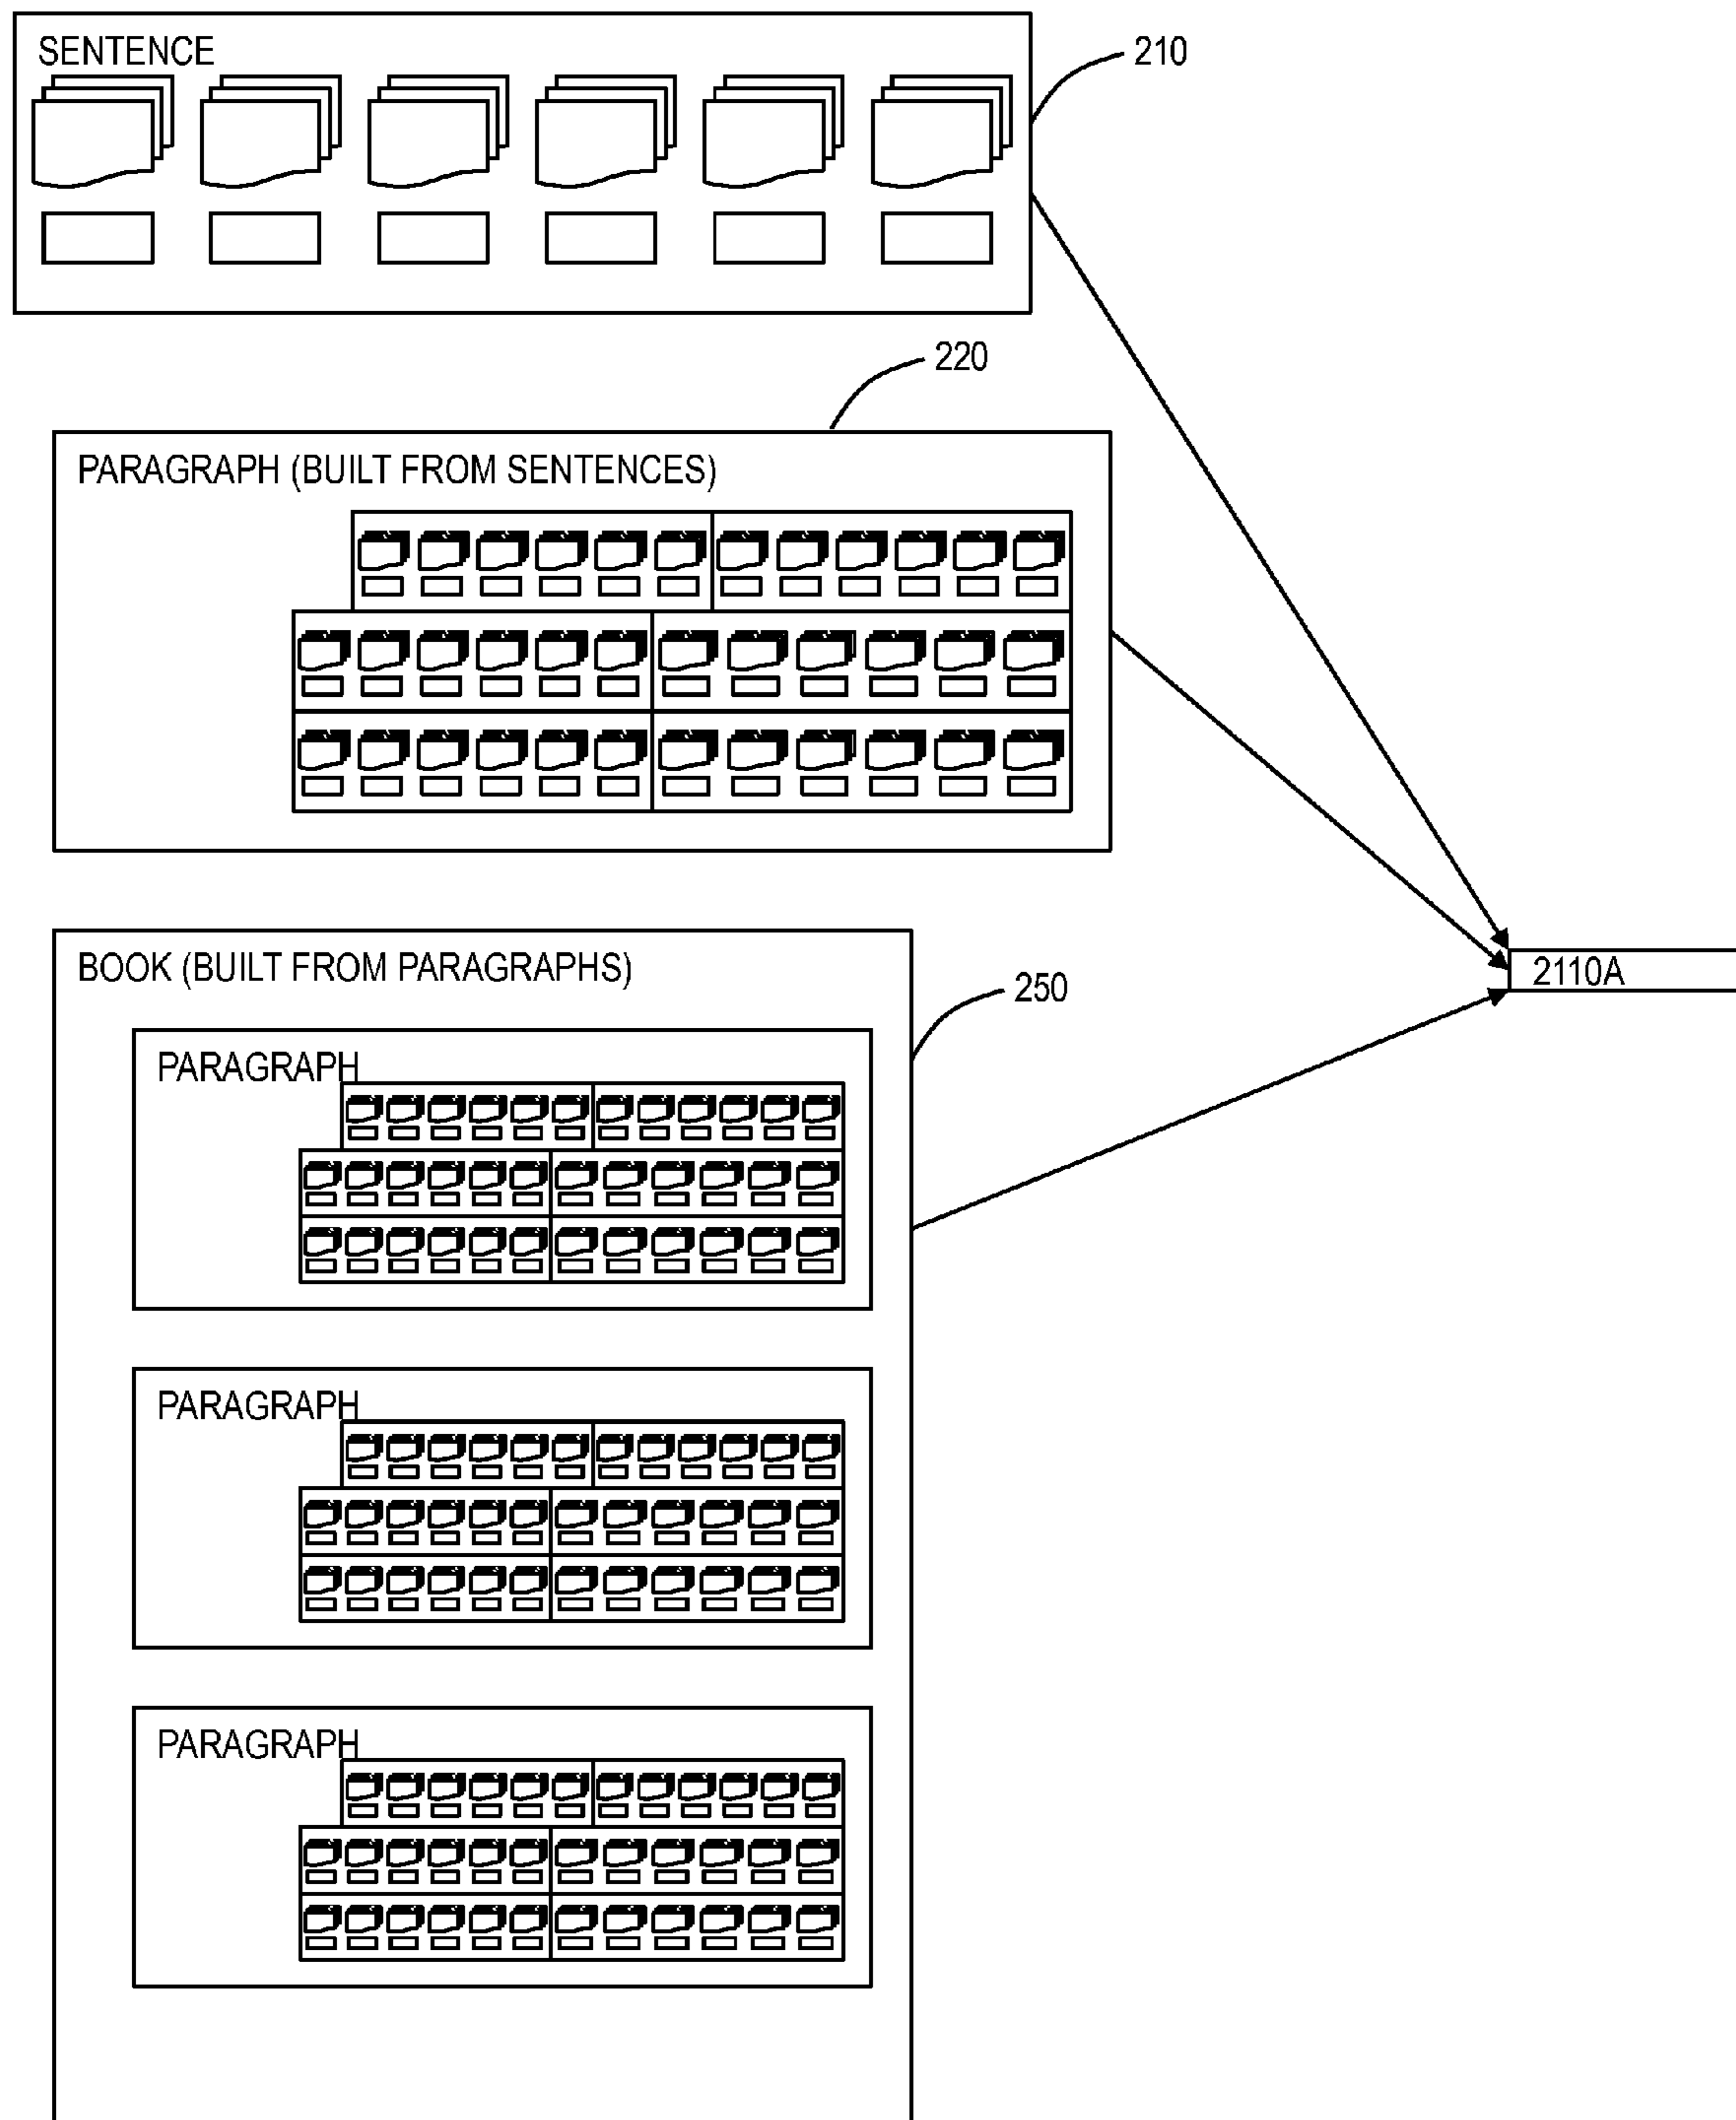 SENTENCE
210
220
PARAGRAPH (BUILT FROM SENTENCES)
BOOK (BUILT FROM PARAGRAPHS)
250
2110A
PARAGRAPH
PARAGRAPH
PARAGRAPH